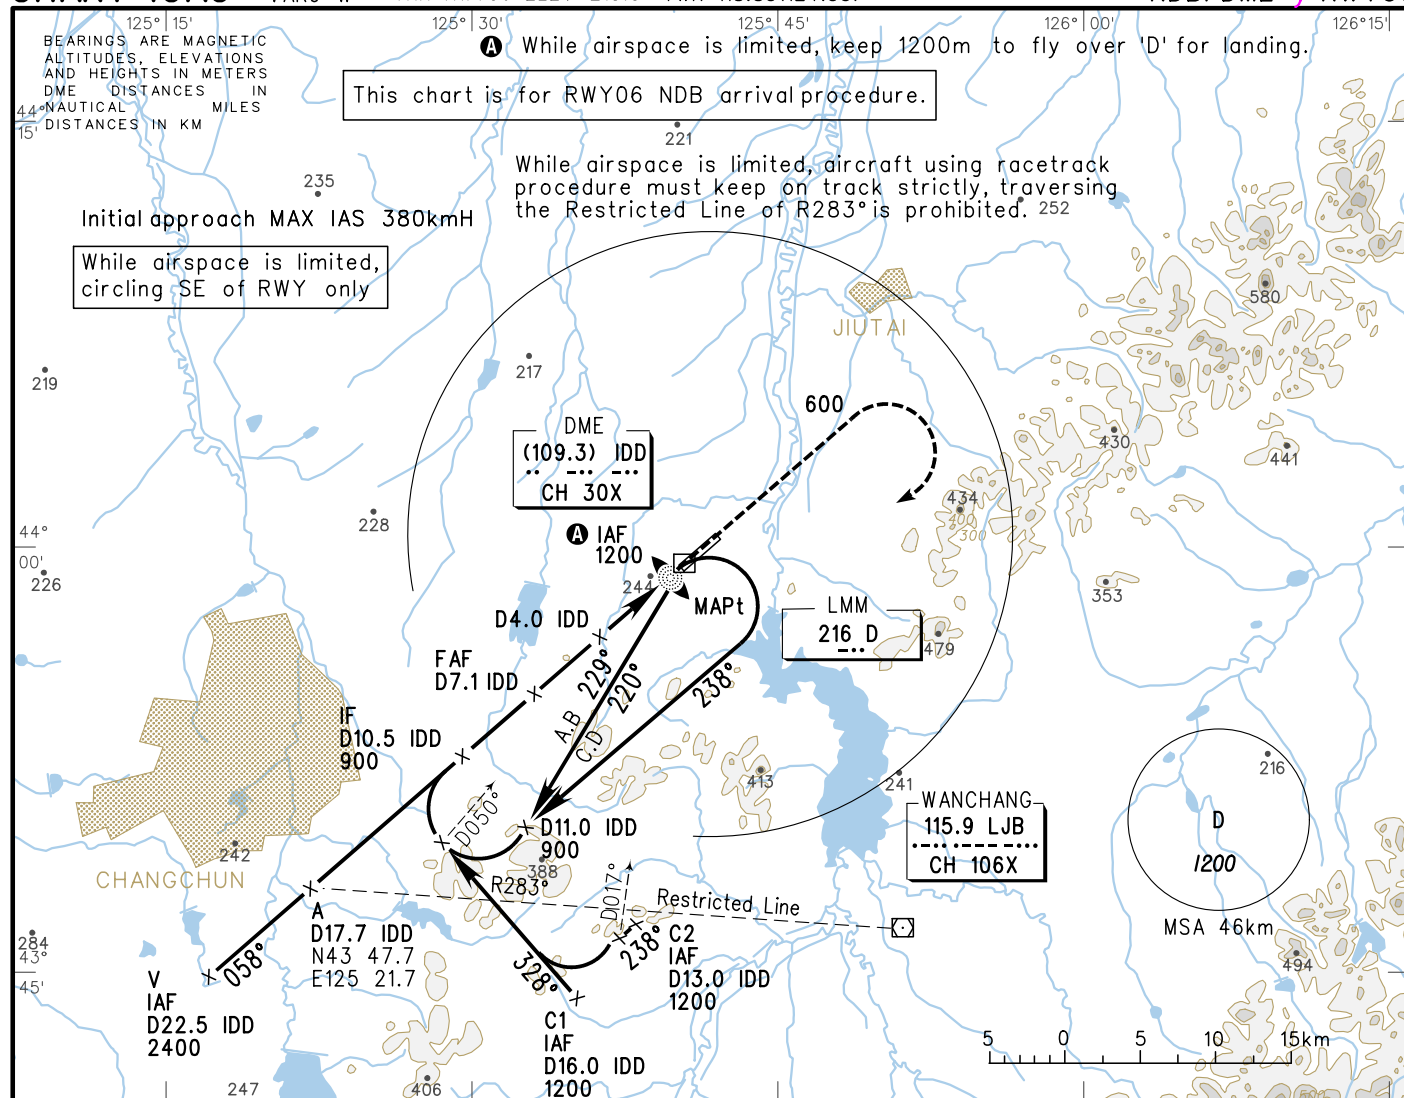 125° 15'
125° 30'
125° 45'
126° 00'
126° 15'
BEARINGS ARE MAGNETIC
ALTITUDES, ELEVATIONS
AND HEIGHTS IN METERS
DME DISTANCES IN
NAUTICAL MILES
DISTANCES IN KM
A While airspace is limited, keep 1200m to fly over 'D' for landing.
This chart is for RWY06 NDB arrival procedure.
44°
15'
221
While airspace is limited, aircraft using racetrack
procedure must keep on track strictly, traversing
the Restricted Line of R283° is prohibited.
252
235
Initial approach MAX IAS 380kmH
While airspace is limited,
circling SE of RWY only
580
JIUTAI
219
217
600
DME
(109.3) IDD
CH 30X
430
441
434
400
300
228
44°
00'
A IAF
1200
226
244
353
MAPt
LMM
216 D
D4.0 IDD
479
FAF
D7.1 IDD
229°
220°
238°
A.B
C.D
IF
D10.5 IDD
900
413
241
216
D050°
D11.0 IDD
900
WANCHANG
115.9 LJB
CH 106X
D
1200
MSA 46km
242
CHANGCHUN
388
R283°
D017°
Restricted Line
A
D17.7 IDD
N43 47.7
E125 21.7
284
43°
45'
058°
328°
238°
C2
IAF
D13.0 IDD
1200
494
V
IAF
D22.5 IDD
2400
C1
IAF
D16.0 IDD
1200
5 0 5 10 15km
247
406